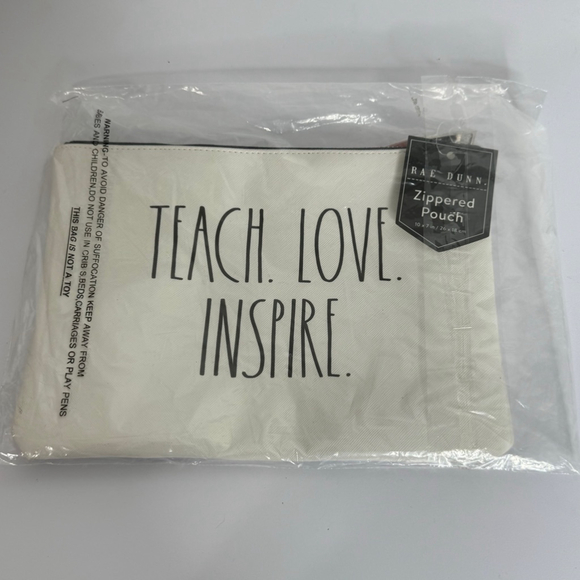 TEACH. LOVE.
INSPIRE.
RAE DUNN.
Zippered
Pouch
WARNING: TO AVOID DANGER OF SUFFOCATION KEEP AWAY FROM
BABIES AND CHILDREN.DO NOT USE IN CRIB'S,BEDS,CARRIAGES OR PLAY PENS
THIS BAG IS NOT A TOY